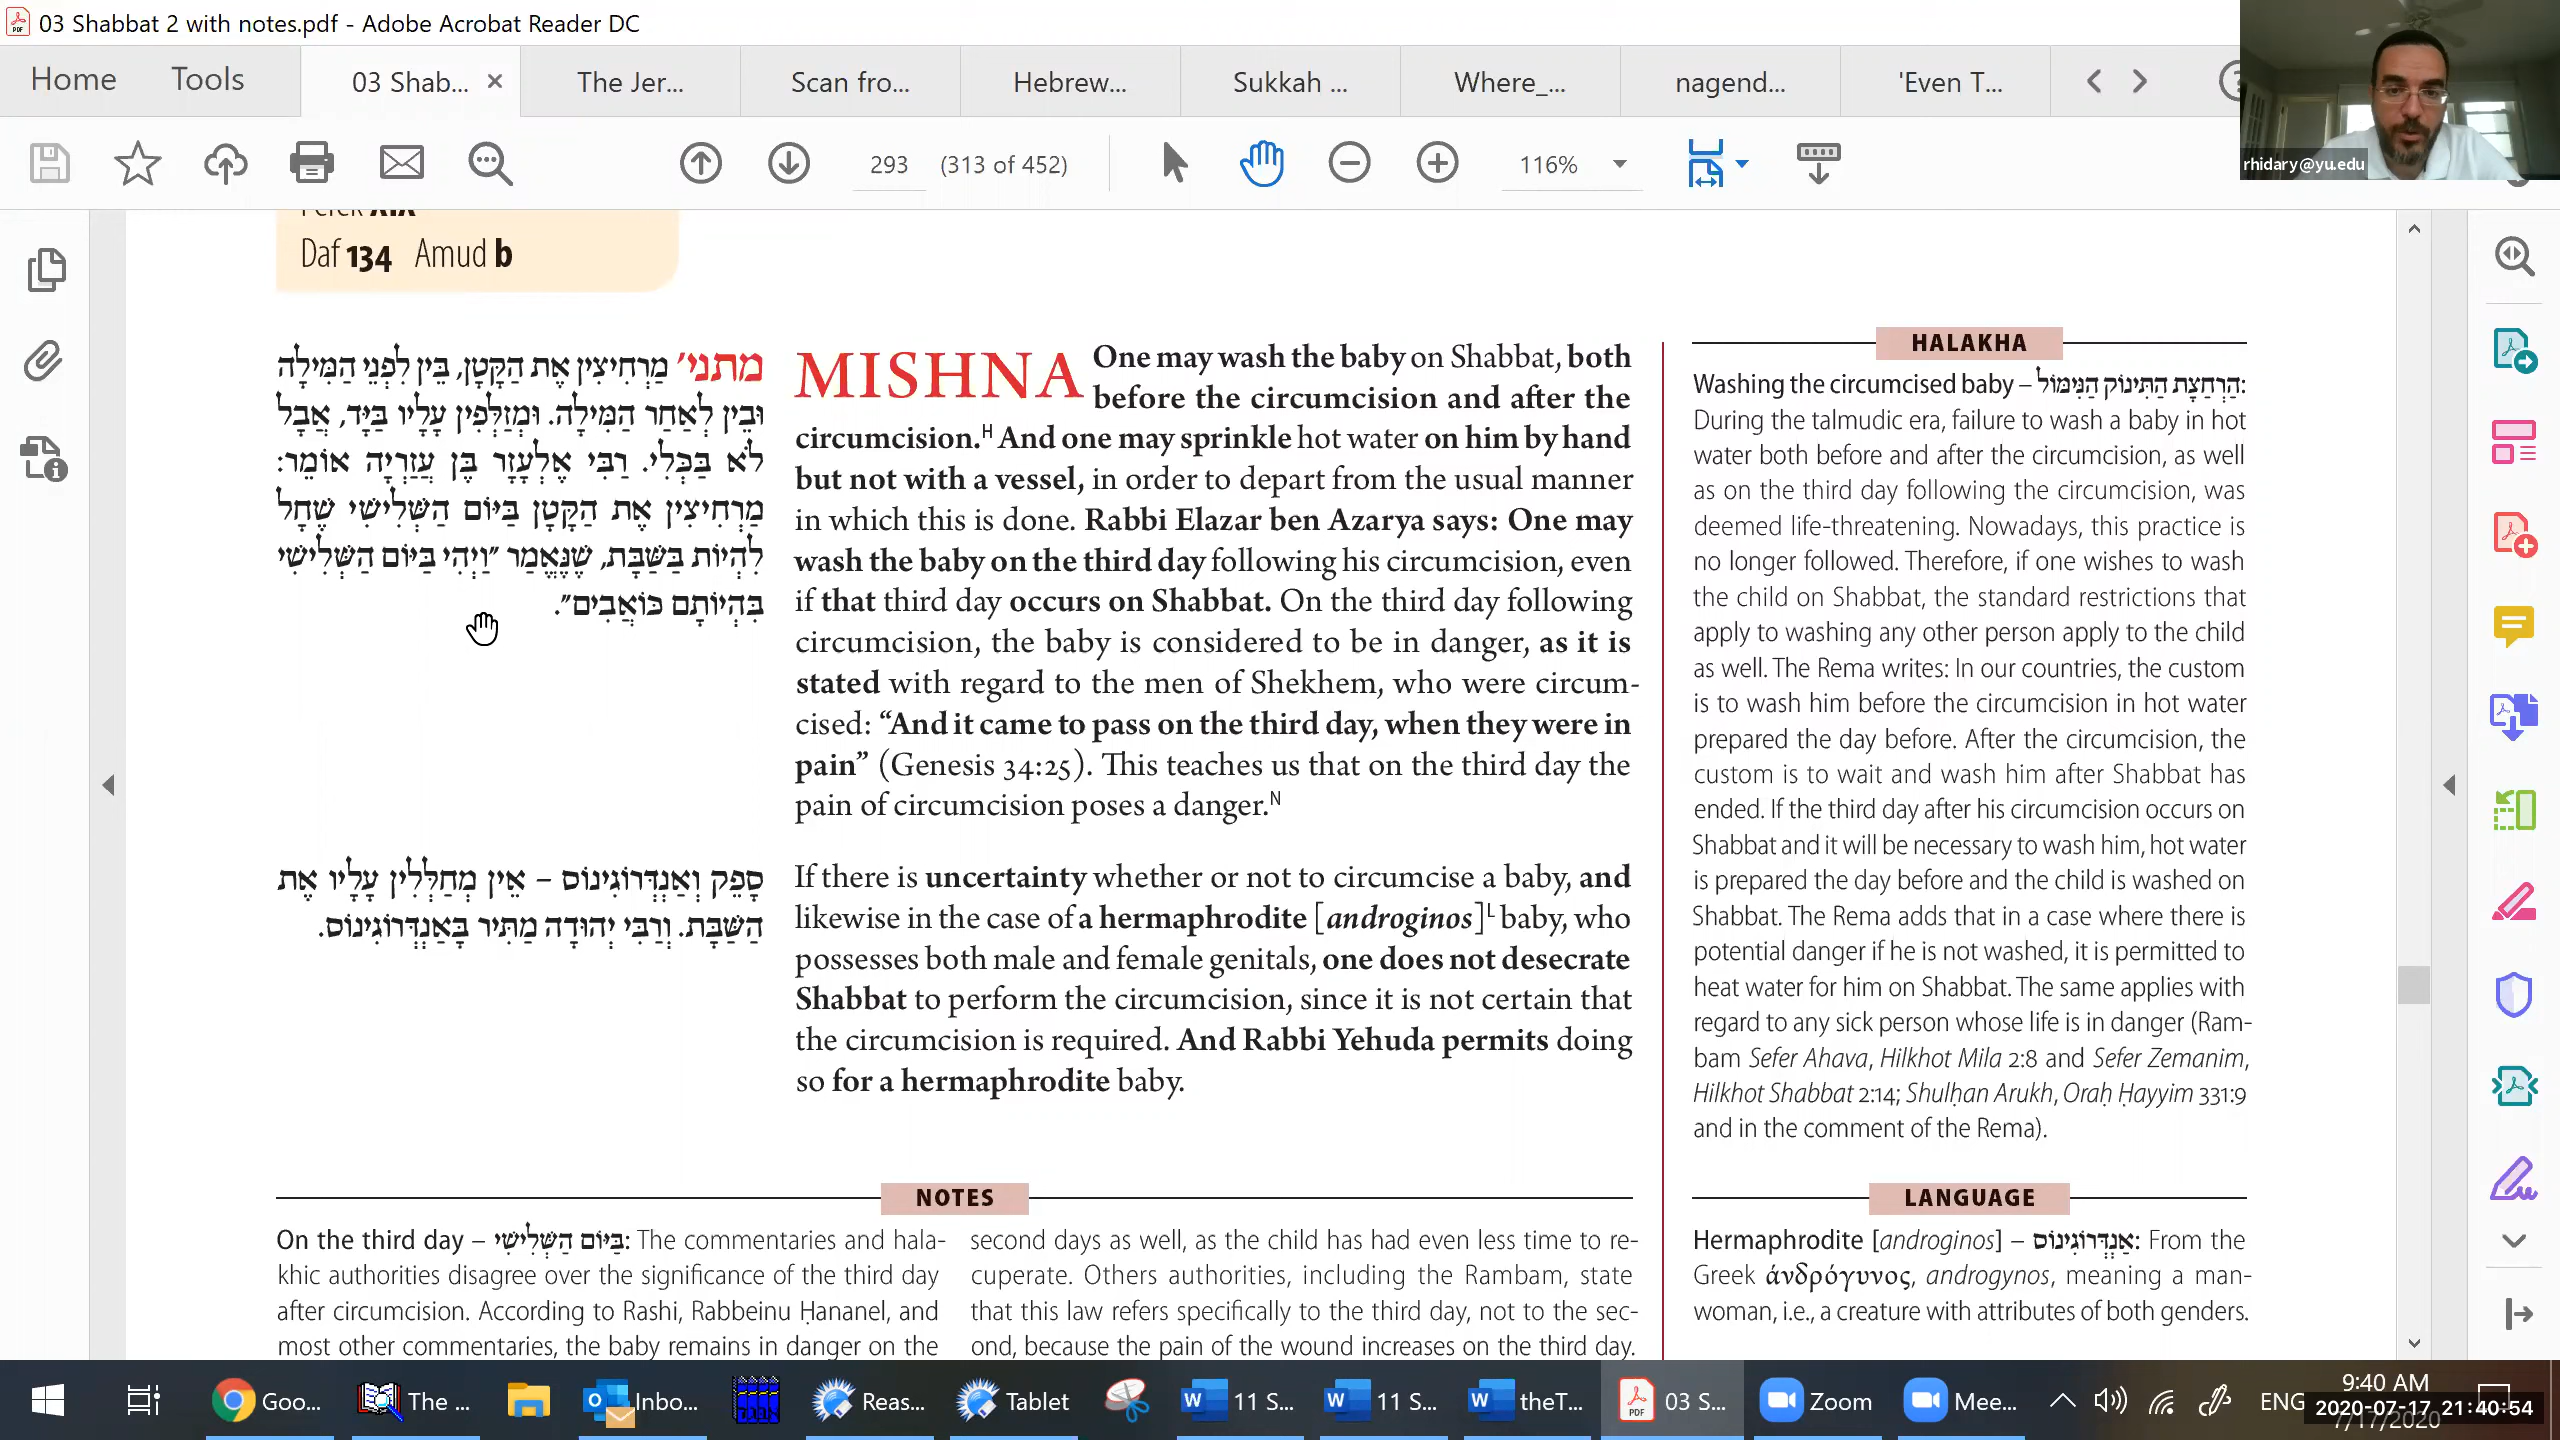 03 Shabbat 2 with notes.pdf - Adobe Acrobat Reader DC
rhidary@yu.edu
Home Tools 03 Shab... The Jer... Scan fro... Hebrew... Sukkah ... Where_... nagend... 'Even T...
293 (313 of 452) 116%
Perek XIX
Daf 134 Amud b
מתני׳ מַרְחִיצִין אֶת הַקָּטָן, בֵּין לִפְנֵי הַמִּילָה
וּבֵין לְאַחַר הַמִּילָה. וּמְזַלְּפִין עָלָיו בַּיָּד, אֲבָל
לֹא בַּכְּלִי. רַבִּי אֶלְעָזָר בֶּן עֲזַרְיָה אוֹמֵר:
מַרְחִיצִין אֶת הַקָּטָן בַּיּוֹם הַשְּׁלִישִׁי שֶׁחָל
לִהְיוֹת בַּשַּׁבָּת, שֶׁנֶּאֱמַר ״וַיְהִי בַּיּוֹם הַשְּׁלִישִׁי
בִּהְיוֹתָם כּוֹאֲבִים״.
סָפֵק וְאַנְדְּרוֹגִינוֹס – אֵין מְחַלְּלִין עָלָיו אֶת
הַשַּׁבָּת. וְרַבִּי יְהוּדָה מַתִּיר בָּאַנְדְּרוֹגִינוֹס.
MISHNA One may wash the baby on Shabbat, both
before the circumcision and after the
circumcision.H And one may sprinkle hot water on him by hand
but not with a vessel, in order to depart from the usual manner
in which this is done. Rabbi Elazar ben Azarya says: One may
wash the baby on the third day following his circumcision, even
if that third day occurs on Shabbat. On the third day following
circumcision, the baby is considered to be in danger, as it is
stated with regard to the men of Shekhem, who were circum-
cised: “And it came to pass on the third day, when they were in
pain” (Genesis 34:25). This teaches us that on the third day the
pain of circumcision poses a danger.N
If there is uncertainty whether or not to circumcise a baby, and
likewise in the case of a hermaphrodite [androginos]L baby, who
possesses both male and female genitals, one does not desecrate
Shabbat to perform the circumcision, since it is not certain that
the circumcision is required. And Rabbi Yehuda permits doing
so for a hermaphrodite baby.
HALAKHA
Washing the circumcised baby – הַרְחָצַת הַתִּינוֹק הַנִּימּוֹל:
During the talmudic era, failure to wash a baby in hot
water both before and after the circumcision, as well
as on the third day following the circumcision, was
deemed life-threatening. Nowadays, this practice is
no longer followed. Therefore, if one wishes to wash
the child on Shabbat, the standard restrictions that
apply to washing any other person apply to the child
as well. The Rema writes: In our countries, the custom
is to wash him before the circumcision in hot water
prepared the day before. After the circumcision, the
custom is to wait and wash him after Shabbat has
ended. If the third day after his circumcision occurs on
Shabbat and it will be necessary to wash him, hot water
is prepared the day before and the child is washed on
Shabbat. The Rema adds that in a case where there is
potential danger if he is not washed, it is permitted to
heat water for him on Shabbat. The same applies with
regard to any sick person whose life is in danger (Ram-
bam Sefer Ahava, Hilkhot Mila 2:8 and Sefer Zemanim,
Hilkhot Shabbat 2:14; Shulḥan Arukh, Oraḥ Ḥayyim 331:9
and in the comment of the Rema).
NOTES
On the third day – בַּיּוֹם הַשְּׁלִישִׁי: The commentaries and hala-
khic authorities disagree over the significance of the third day
after circumcision. According to Rashi, Rabbeinu Ḥananel, and
most other commentaries, the baby remains in danger on the
second days as well, as the child has had even less time to re-
cuperate. Others authorities, including the Rambam, state
that this law refers specifically to the third day, not to the sec-
ond, because the pain of the wound increases on the third day.
LANGUAGE
Hermaphrodite [androginos] – אַנְדְּרוֹגִינוֹס: From the
Greek ἀνδρόγυνος, androgynos, meaning a man-
woman, i.e., a creature with attributes of both genders.
Goo... The ... Inbo... Reas... Tablet 11 S... 11 S... theT... 03 S... Zoom Mee... ENG
9:40 AM
2020-07-17 21:40:54
7/17/2020